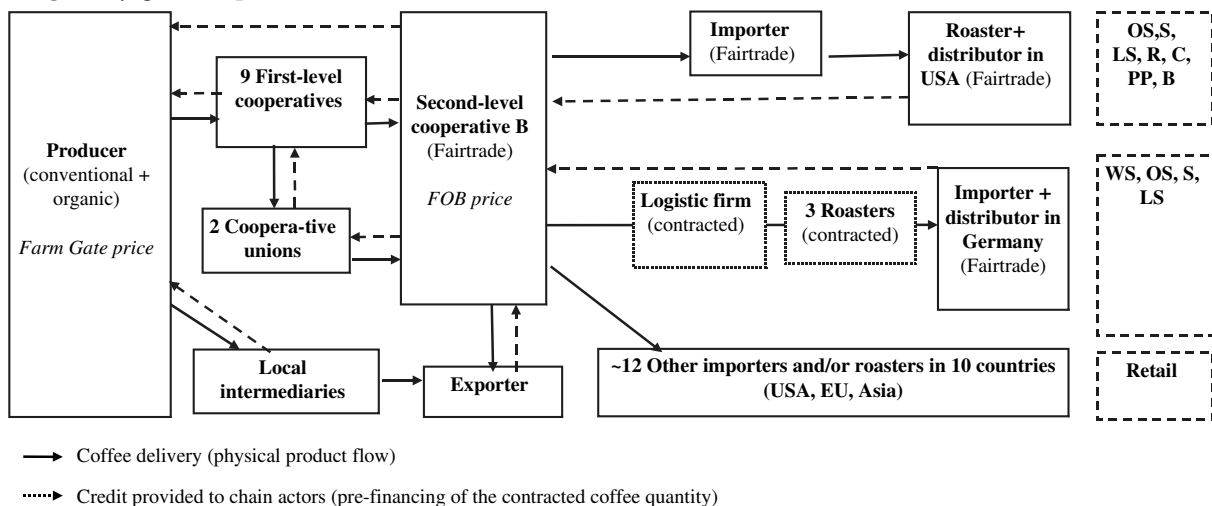 Producer
(conventional +
organic)
Farm Gate price
9 First-level
cooperatives
2 Coopera-tive
unions
Local
intermediaries
Second-level
cooperative B
(Fairtrade)
FOB price
Exporter
Importer
(Fairtrade)
Roaster+
distributor in
USA (Fairtrade)
OS,S,
LS, R, C,
PP, B
Logistic firm
(contracted)
3 Roasters
(contracted)
Importer +
distributor in
Germany
(Fairtrade)
WS, OS, S,
LS
~12 Other importers and/or roasters in 10 countries
(USA, EU, Asia)
Retail
Coffee delivery (physical product flow)
Credit provided to chain actors (pre-financing of the contracted coffee quantity)